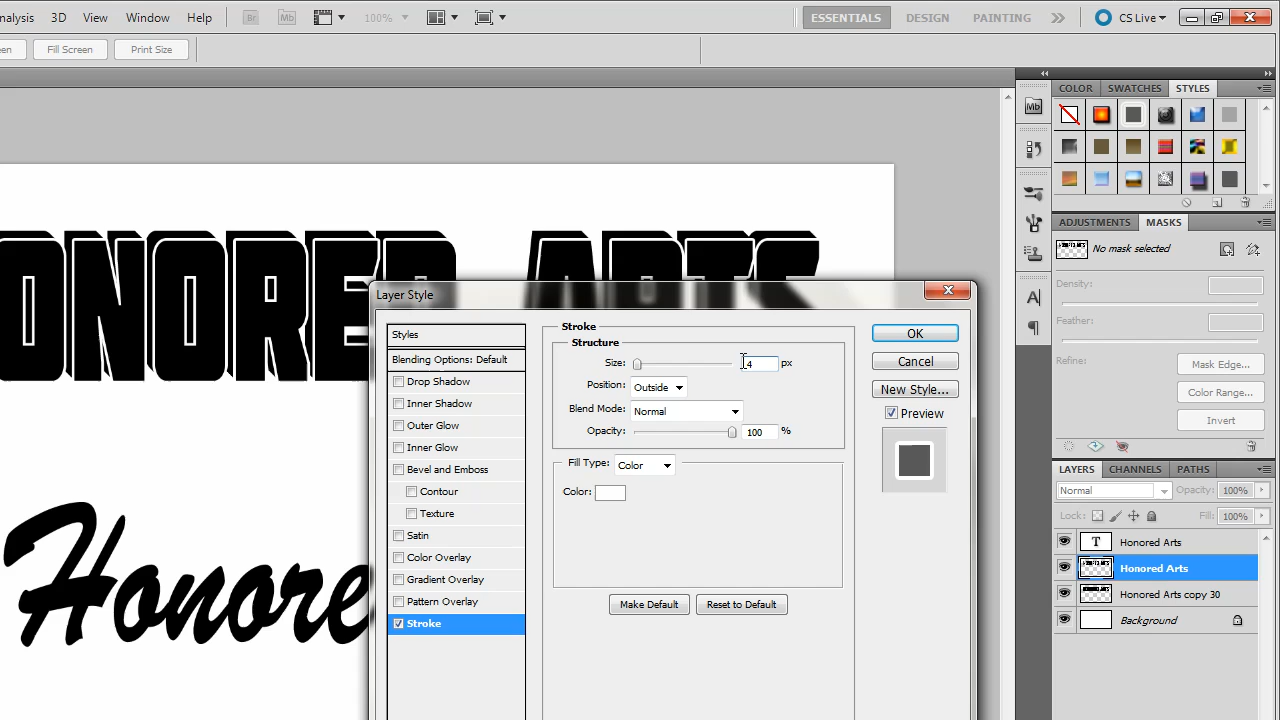 nalysis 3D View Window Help Br Mb 100% ESSENTIALS DESIGN PAINTING CS Live
en Fill Screen Print Size
COLOR SWATCHES STYLES
Mb
ADJUSTMENTS MASKS
No mask selected
Density:
Feather:
Refine:
Mask Edge...
Color Range...
Invert
ONORED ARTS
Honore
Layer Style
Styles
Blending Options: Default
Drop Shadow
Inner Shadow
Outer Glow
Inner Glow
Bevel and Emboss
Contour
Texture
Satin
Color Overlay
Gradient Overlay
Pattern Overlay
Stroke
Stroke
Structure
Size: 4 px
Position: Outside
Blend Mode: Normal
Opacity: 100 %
Fill Type: Color
Color:
Make Default Reset to Default
OK
Cancel
New Style...
Preview
LAYERS CHANNELS PATHS
Normal Opacity: 100%
Lock: Fill: 100%
T Honored Arts
Honored Arts
Honored Arts copy 30
Background